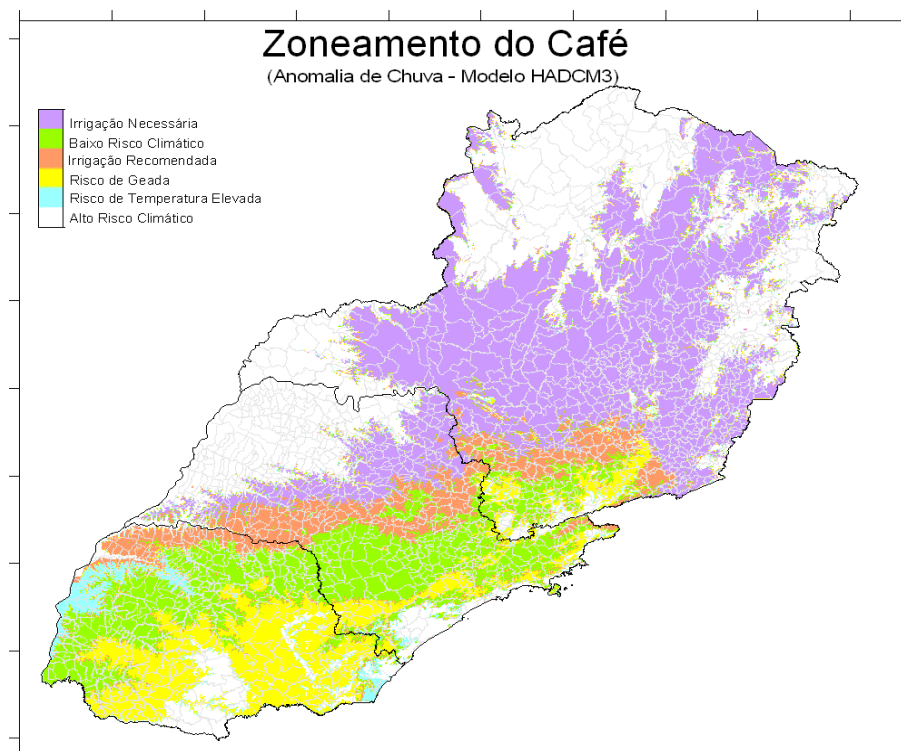 Zoneamento do Café
(Anomalia de Chuva - Modelo HADCM3)
Irrigação Necessária
Baixo Risco Climático
Irrigação Recomendada
Risco de Geada
Risco de Temperatura Elevada
Alto Risco Climático